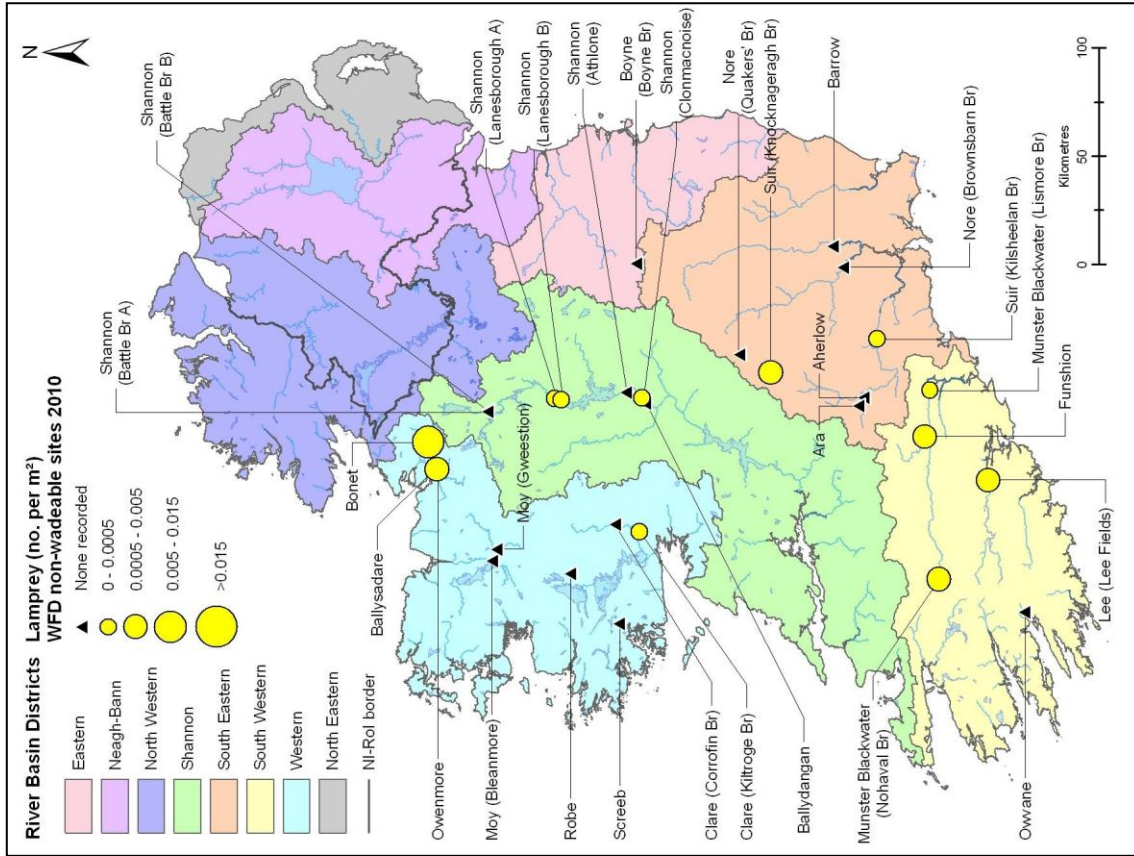 River Basin Districts
Eastern
Neagh-Bann
North Western
Shannon
South Eastern
South Western
Western
North Eastern
NI-RoI border
Lamprey (no. per m²)
WFD non-wadeable sites 2010
None recorded
0 - 0.0005
0.0005 - 0.005
0.005 - 0.015
>0.015
N
Shannon
(Battle Br A)
Shannon
(Battle Br B)
Bonet
Ballysadare
Owenmore
Moy (Gweestion)
Moy
(Bleanmore)
Robe
Screeb
Clare (Corrofin Br)
Clare (Kiltroge Br)
Ballydangan
Munster Blackwater
(Nohaval Br)
Owvane
Shannon
(Lanesborough A)
Shannon
(Lanesborough B)
Shannon
(Athlone)
Boyne
(Boyne Br)
Shannon
(Clonmacnoise)
Nore
(Quakers' Br)
Suir (Knocknageragh Br)
Barrow
Nore (Brownsbarn Br)
Aherlow
Ara
Suir (Kilsheelan Br)
Munster Blackwater (Lismore Br)
Funshion
Lee (Lee Fields)
0
50
100
Kilometres